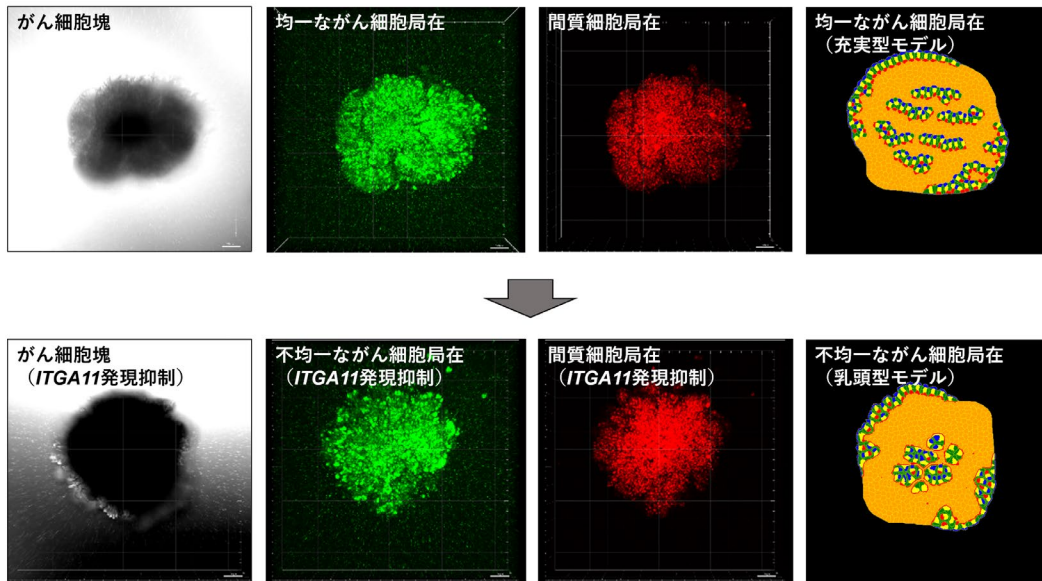 がん細胞塊
均一ながん細胞局在
間質細胞局在
均一ながん細胞局在
（充実型モデル）
がん細胞塊
（ITGA11発現抑制）
不均一ながん細胞局在
（ITGA11発現抑制）
間質細胞局在
（ITGA11発現抑制）
不均一ながん細胞局在
（乳頭型モデル）